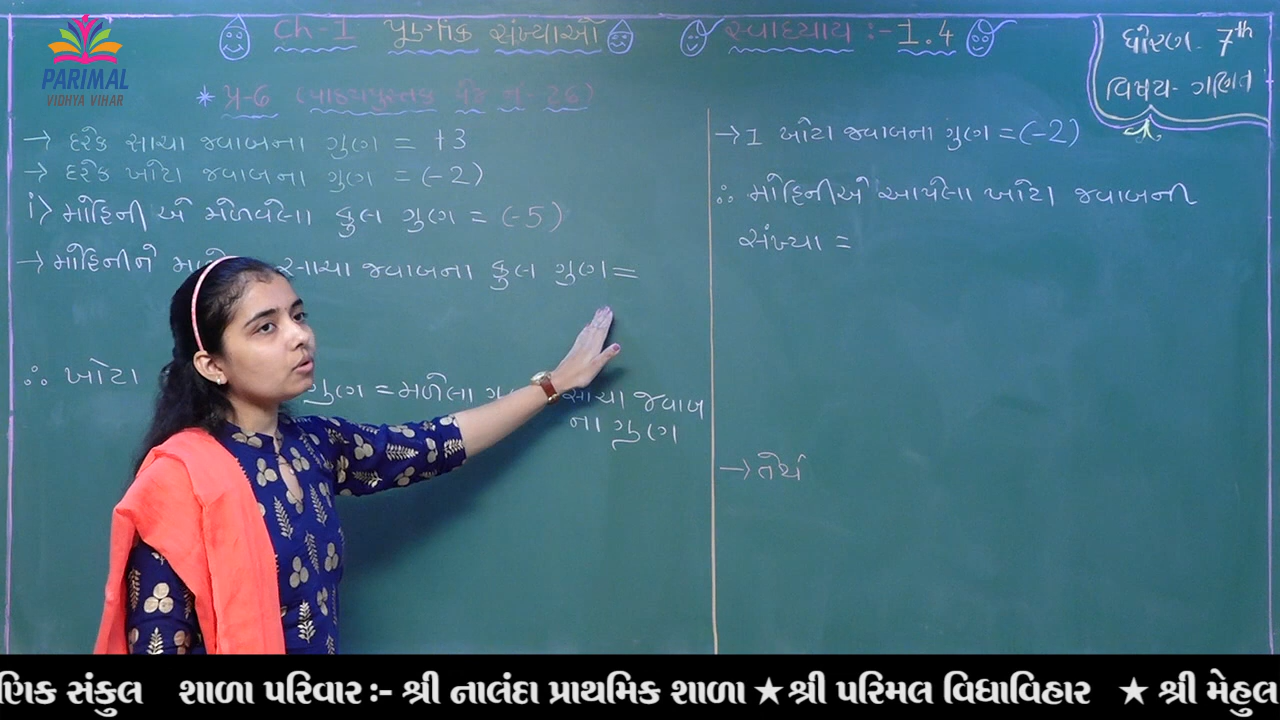 PARIMAL
VIDHYA VIHAR
Ch-1 પૂર્ણાંક સંખ્યાઓ સ્વાધ્યાય :- 1.4
ધોરણ- 7th
વિષય- ગણિત
* પ્ર-6 (પાઠ્યપુસ્તક પેજ નં- 26)
→ દરેક સાચા જવાબના ગુણ = +3
→ દરેક ખોટા જવાબના ગુણ = (-2)
i> મોહિની એ મેળવેલા કુલ ગુણ = (-5)
→ મોહિનીને સાચા જવાબના કુલ ગુણ =
∴ ખોટા ગુણ = મળેલા સાચા જવાબ
ના ગુણ
→ 1 ખોટા જવાબના ગુણ = (-2)
∴ મોહિનીએ આપેલા ખોટા જવાબની
સંખ્યા =
→ તેથી
ણિક સંકુલ શાળા પરિવાર :- શ્રી નાલંદા પ્રાથમિક શાળા ★ શ્રી પરિમલ વિધાવિહાર ★ શ્રી મેહુલ